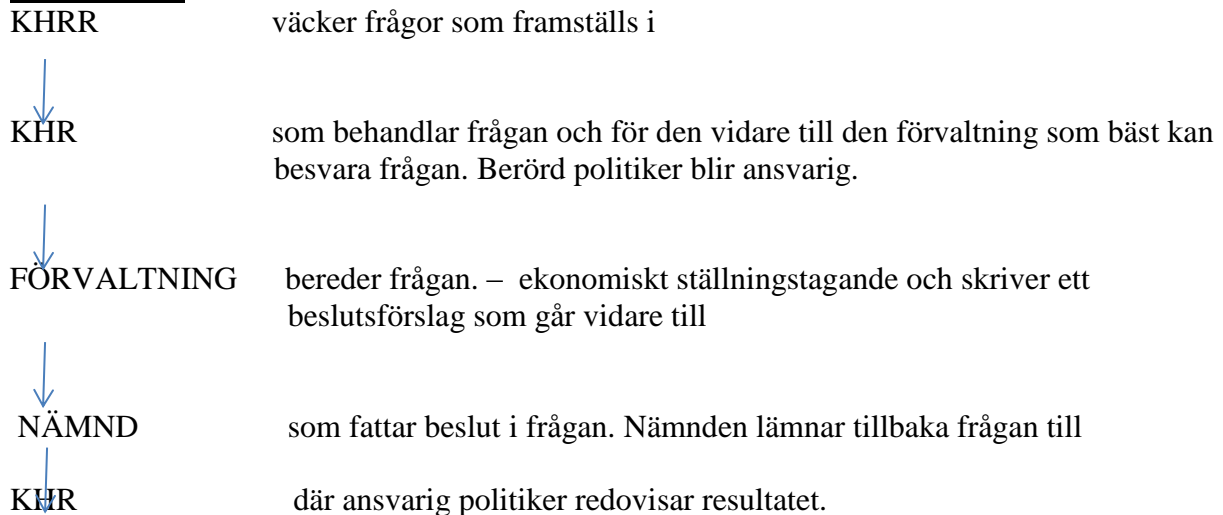 KHRR väcker frågor som framställs i
KHR som behandlar frågan och för den vidare till den förvaltning som bäst kan
besvara frågan. Berörd politiker blir ansvarig.
FÖRVALTNING bereder frågan. – ekonomiskt ställningstagande och skriver ett
beslutsförslag som går vidare till
NÄMND som fattar beslut i frågan. Nämnden lämnar tillbaka frågan till
KHR där ansvarig politiker redovisar resultatet.